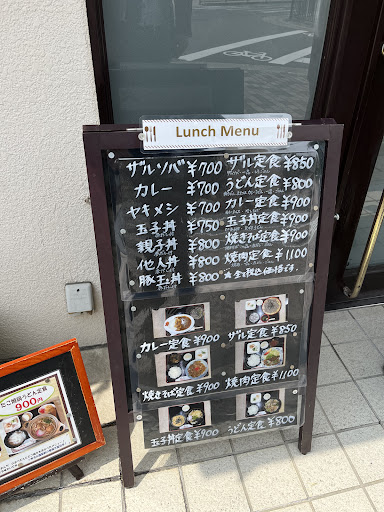 Lunch Menu
ザルソバ ¥700
カレー ¥700
ヤキメシ ¥700
玉子丼 ¥750
親子丼 ¥800
他人丼 ¥800
豚玉丼 ¥800
ザル定食 ¥850
うどん定食 ¥800
カレー定食 ¥900
玉子丼定食 ¥900
焼きそば定食 ¥900
焼肉定食 ¥1100
※全て税込価格です。
カレー定食 ¥900
ザル定食 ¥850
焼きそば定食 ¥900
焼肉定食 ¥1100
玉子丼定食 ¥900
うどん定食 ¥800
うどん定食
900円